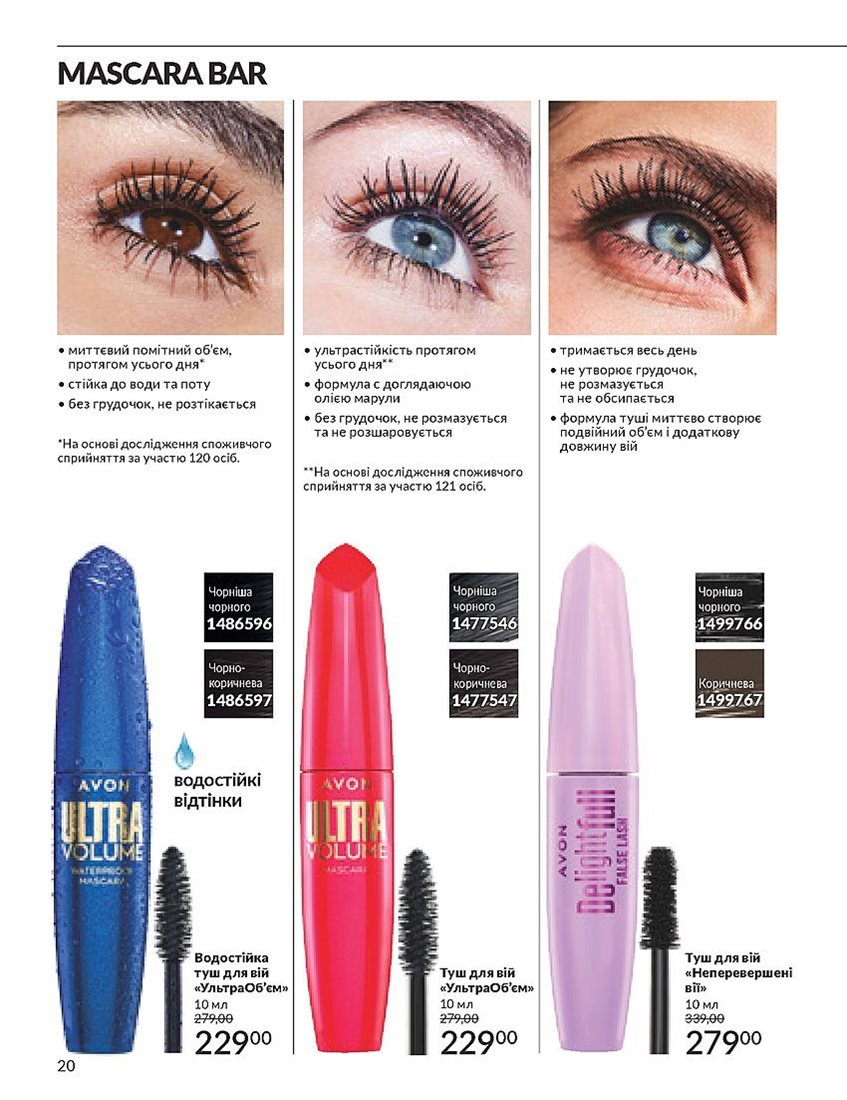 MASCARA BAR
• миттєвий помітний об'єм,
протягом усього дня*
• стійка до води та поту
• без грудочок, не розтікається
*На основі дослідження споживчого
сприйняття за участю 120 осіб.
• ультрастійкість протягом
усього дня**
• формула с доглядаючою
олією марули
• без грудочок, не розмазується
та не розшаровується
**На основі дослідження споживчого
сприйняття за участю 121 осіб.
• тримається весь день
• не утворює грудочок,
не розмазується
та не обсипається
• формула туші миттєво створює
подвійний об'єм і додаткову
довжину вій
Чорніша
чорного
1486596
Чорно-
коричнева
1486597
водостійкі
відтінки
AVON
ULTRA
VOLUME
WATERPROOF
MASCARA
Водостійка
туш для вій
«УльтраОб'єм»
10 мл
279,00
22900
Чорніша
чорного
1477546
Чорно-
коричнева
1477547
AVON
ULTRA
VOLUME
MASCARA
Туш для вій
«УльтраОб'єм»
10 мл
279,00
22900
Чорніша
чорного
1499766
Коричнева
1499767
AVON
Delightfull
FALSE LASH
Туш для вій
«Неперевершені
вії»
10 мл
339,00
27900
20